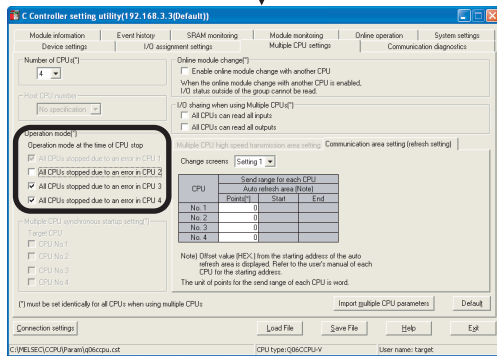 C Controller setting utility(192.168.3.3(Default))
Module information
Event history
SRAM monitoring
Module monitoring
Online operation
System settings
Device settings
I/O assignment settings
Multiple CPU settings
Communication diagnostics
Number of CPUs(*)
4
Host CPU number
No specification
Operation mode(*)
Operation mode at the time of CPU stop
All CPUs stopped due to an error in CPU 1
All CPUs stopped due to an error in CPU 2
All CPUs stopped due to an error in CPU 3
All CPUs stopped due to an error in CPU 4
Multiple CPU synchronous startup setting(*)
Target CPU
CPU No.1
CPU No.2
CPU No.3
CPU No.4
Online module change(*)
Enable online module change with another CPU
When the online module change with another CPU is enabled,
I/O status outside of the group cannot be read.
I/O sharing when using Multiple CPUs(*)
All CPUs can read all inputs
All CPUs can read all outputs
Multiple CPU high speed transmission area setting
Communication area setting (refresh setting)
Change screens
Setting 1
CPU
Send range for each CPU
Auto refresh area (Note)
Points(*) Start End
No. 1 0
No. 2 0
No. 3 0
No. 4 0
Note) Offset value (HEX.) from the starting address of the auto
refresh area is displayed. Refer to the user's manual of each
CPU for the starting address.
The unit of points for the send range of each CPU is word.
(*) must be set identically for all CPUs when using multiple CPUs
Import multiple CPU parameters
Default
Connection settings
Load File
Save File
Help
Exit
C:\MELSEC\CCPU\Param\q06ccpu.cst
CPU type:Q06CCPU-V
User name: target